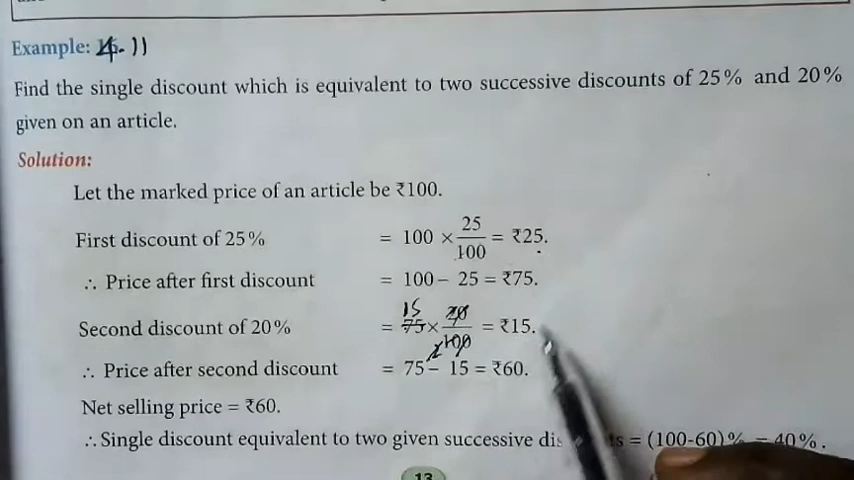 Example: 4.11
Find the single discount which is equivalent to two successive discounts of 25% and 20%
given on an article.
Solution:
Let the marked price of an article be ₹100.
First discount of 25% = 100 × 25/100 = ₹25.
∴ Price after first discount = 100 − 25 = ₹75.
15
Second discount of 20% = 75 × 20/100 = ₹15.
∴ Price after second discount = 75 − 15 = ₹60.
Net selling price = ₹60.
∴ Single discount equivalent to two given successive = (100-60)% = 40%.
13